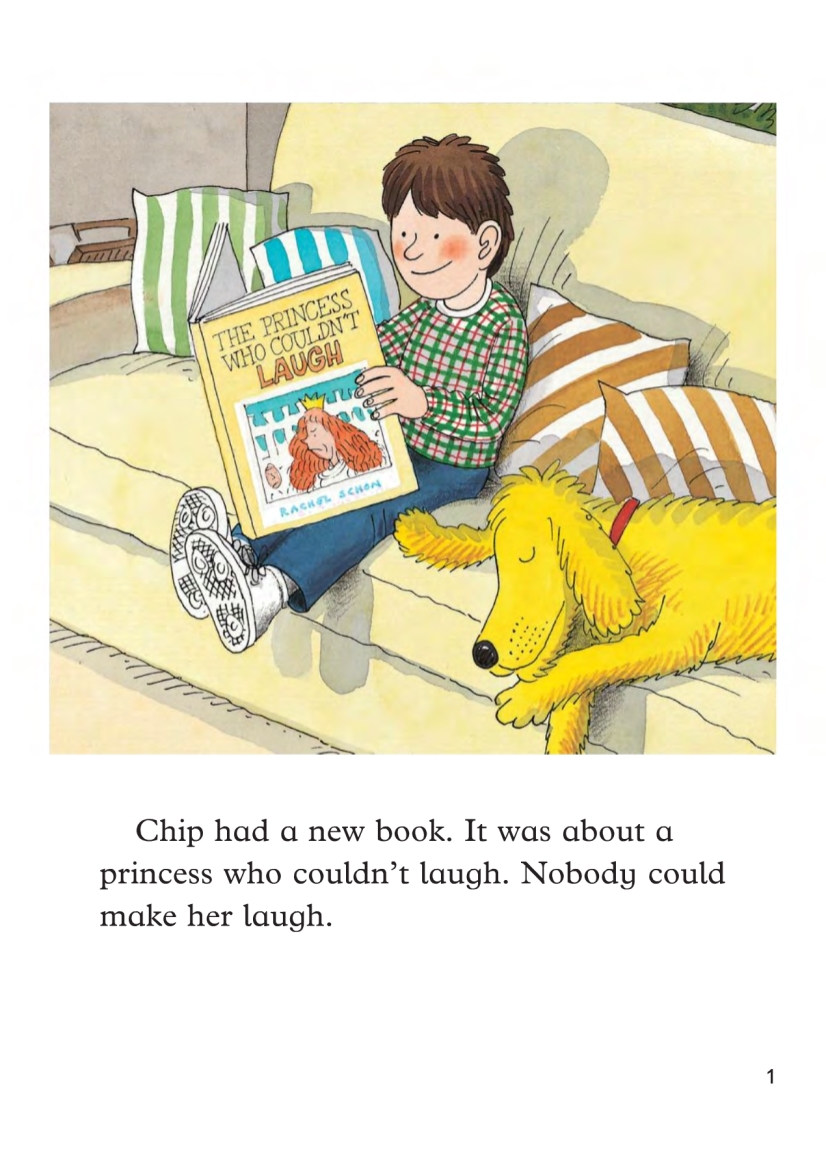 THE PRINCESS
WHO COULDN'T
LAUGH
RACHEL SCHON
Chip had a new book. It was about a
princess who couldn't laugh. Nobody could
make her laugh.
1